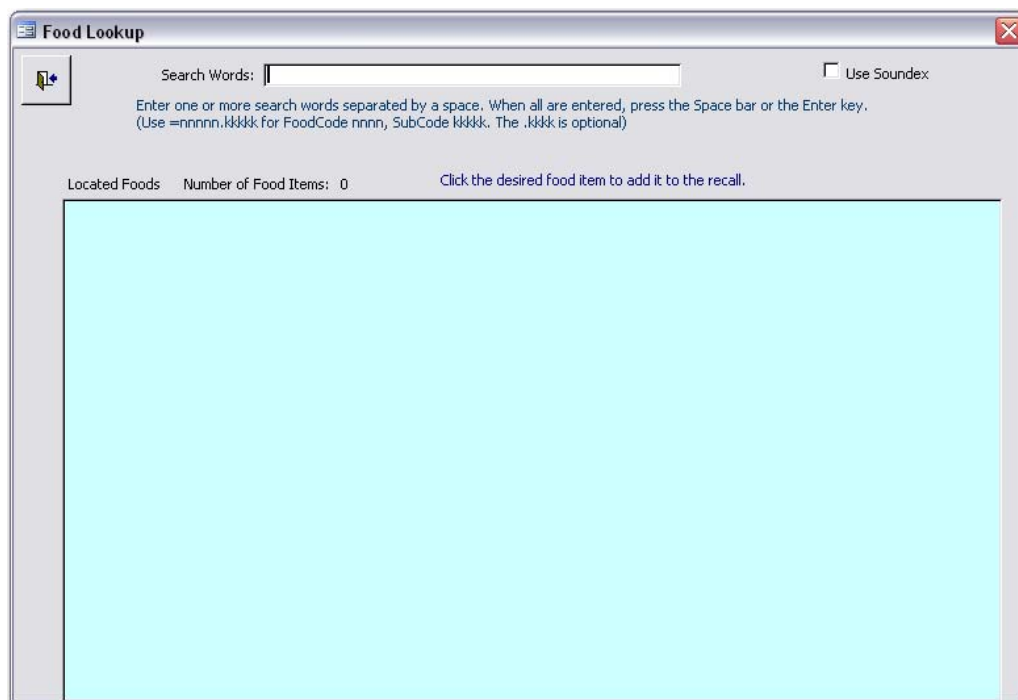 Food Lookup
Search Words:
Use Soundex
Enter one or more search words separated by a space. When all are entered, press the Space bar or the Enter key.
(Use =nnnnn.kkkkk for FoodCode nnnn, SubCode kkkkk. The .kkkk is optional)
Located Foods Number of Food Items: 0 Click the desired food item to add it to the recall.